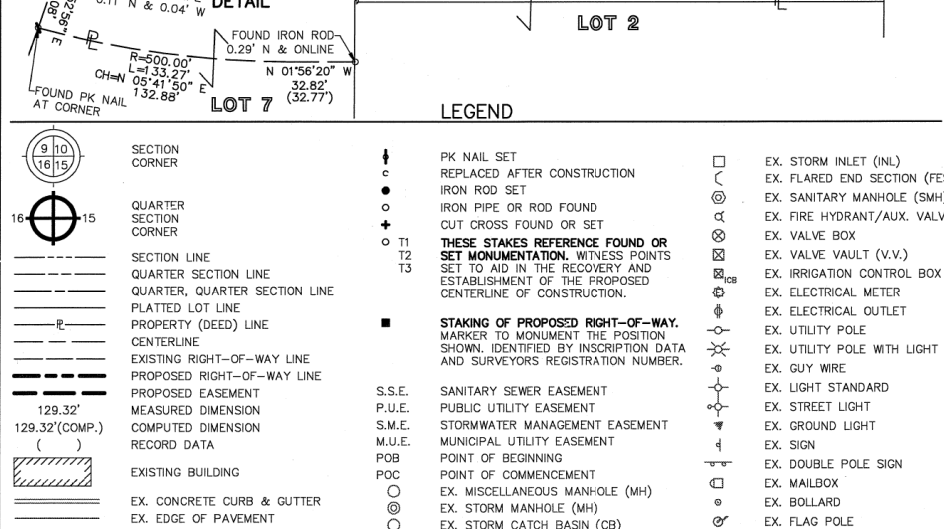 0.11' N & 0.04' W
DETAIL
LOT 2
FOUND IRON ROD
0.29' N & ONLINE
R=500.00'
L=133.27'
CH=N 05°41'50" E
132.88'
N 01°56'20" W
32.82'
(32.77')
FOUND PK NAIL
AT CORNER
LOT 7
LEGEND
9 10
16 15
SECTION
CORNER
16 15
QUARTER
SECTION
CORNER
SECTION LINE
QUARTER SECTION LINE
QUARTER, QUARTER SECTION LINE
PLATTED LOT LINE
PROPERTY (DEED) LINE
CENTERLINE
EXISTING RIGHT-OF-WAY LINE
PROPOSED RIGHT-OF-WAY LINE
PROPOSED EASEMENT
129.32' MEASURED DIMENSION
129.32'(COMP.) COMPUTED DIMENSION
( ) RECORD DATA
EXISTING BUILDING
EX. CONCRETE CURB & GUTTER
EX. EDGE OF PAVEMENT
PK NAIL SET
REPLACED AFTER CONSTRUCTION
IRON ROD SET
IRON PIPE OR ROD FOUND
CUT CROSS FOUND OR SET
T1 THESE STAKES REFERENCE FOUND OR
T2 SET MONUMENTATION. WITNESS POINTS
T3 SET TO AID IN THE RECOVERY AND
ESTABLISHMENT OF THE PROPOSED
CENTERLINE OF CONSTRUCTION.
STAKING OF PROPOSED RIGHT-OF-WAY.
MARKER TO MONUMENT THE POSITION
SHOWN. IDENTIFIED BY INSCRIPTION DATA
AND SURVEYORS REGISTRATION NUMBER.
S.S.E. SANITARY SEWER EASEMENT
P.U.E. PUBLIC UTILITY EASEMENT
S.M.E. STORMWATER MANAGEMENT EASEMENT
M.U.E. MUNICIPAL UTILITY EASEMENT
POB POINT OF BEGINNING
POC POINT OF COMMENCEMENT
EX. MISCELLANEOUS MANHOLE (MH)
EX. STORM MANHOLE (MH)
EX. STORM CATCH BASIN (CB)
EX. STORM INLET (INL)
EX. FLARED END SECTION (FES
EX. SANITARY MANHOLE (SMH)
EX. FIRE HYDRANT/AUX. VALV
EX. VALVE BOX
EX. VALVE VAULT (V.V.)
ICB EX. IRRIGATION CONTROL BOX
EX. ELECTRICAL METER
EX. ELECTRICAL OUTLET
EX. UTILITY POLE
EX. UTILITY POLE WITH LIGHT
EX. GUY WIRE
EX. LIGHT STANDARD
EX. STREET LIGHT
EX. GROUND LIGHT
EX. SIGN
EX. DOUBLE POLE SIGN
EX. MAILBOX
EX. BOLLARD
EX. FLAG POLE